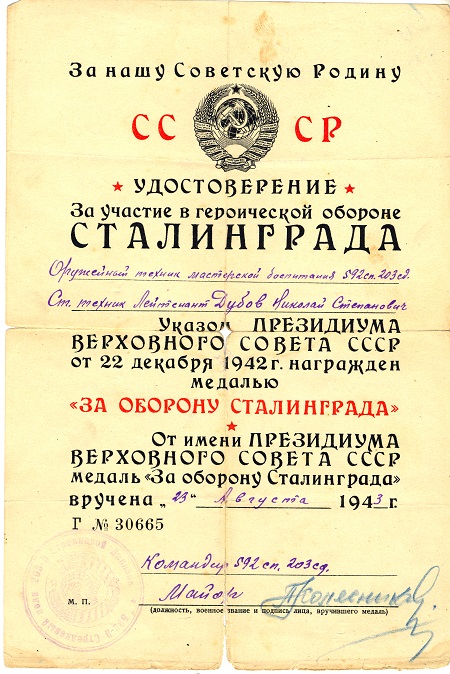 За нашу Советскую Родину
СССР
УДОСТОВЕРЕНИЕ
За участие в героической обороне
СТАЛИНГРАДА
Оружейный техник мастерской боепитания 592 сп. 203 сд.
Ст. техник Лейтенант Дубов Николай Степанович
Указом ПРЕЗИДИУМА
ВЕРХОВНОГО СОВЕТА СССР
от 22 декабря 1942 г. награжден
медалью
«ЗА ОБОРОНУ СТАЛИНГРАДА»
От имени ПРЕЗИДИУМА
ВЕРХОВНОГО СОВЕТА СССР
медаль «За оборону Сталинграда»
вручена „23" Августа 1943 г.
Г № 30665
Командир 592 сп. 203 сд.
Майор
М. П.
(должность, военное звание и подпись лица, вручившего медаль)